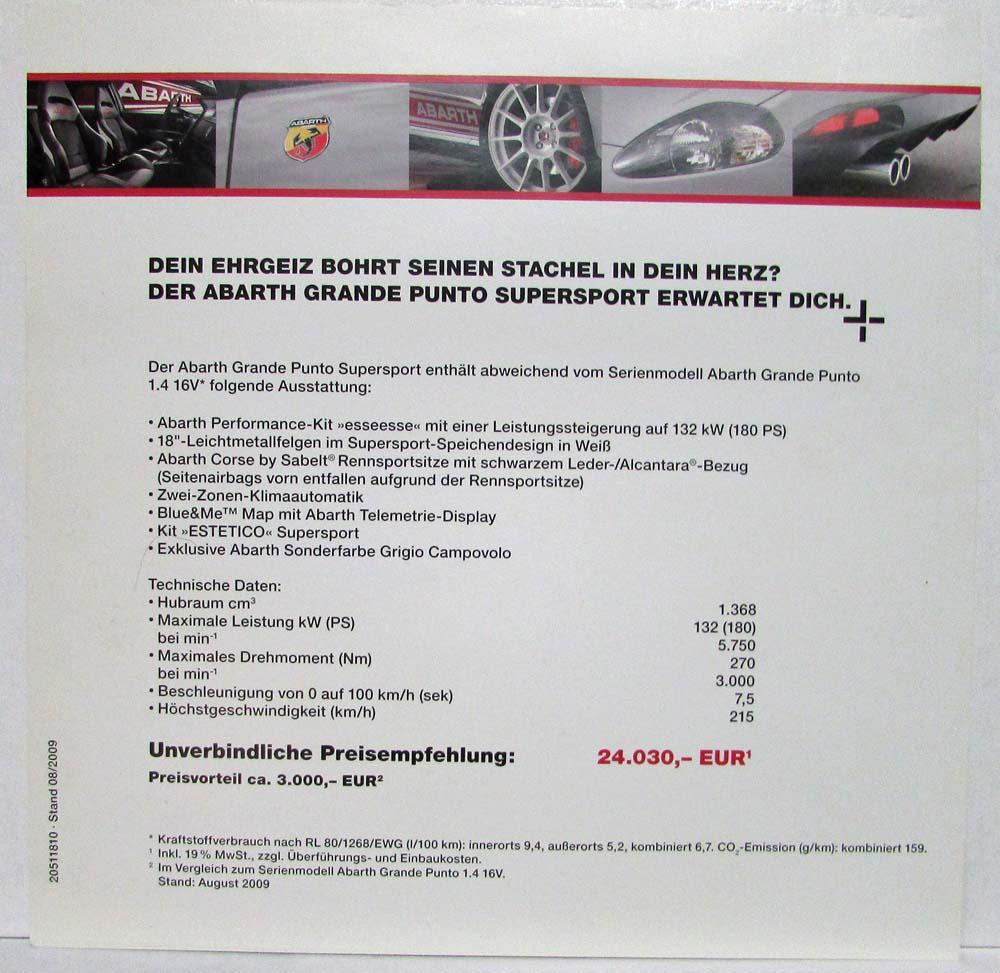 ABARTH
ABARTH
ABARTH
DEIN EHRGEIZ BOHRT SEINEN STACHEL IN DEIN HERZ?
DER ABARTH GRANDE PUNTO SUPERSPORT ERWARTET DICH.
Der Abarth Grande Punto Supersport enthält abweichend vom Serienmodell Abarth Grande Punto
1.4 16V* folgende Ausstattung:
• Abarth Performance-Kit »esseesse« mit einer Leistungssteigerung auf 132 kW (180 PS)
• 18"-Leichtmetallfelgen im Supersport-Speichendesign in Weiß
• Abarth Corse by Sabelt® Rennsportsitze mit schwarzem Leder-/Alcantara®-Bezug
(Seitenairbags vorn entfallen aufgrund der Rennsportsitze)
• Zwei-Zonen-Klimaautomatik
• Blue&Me™ Map mit Abarth Telemetrie-Display
• Kit »ESTETICO« Supersport
• Exklusive Abarth Sonderfarbe Grigio Campovolo
Technische Daten:
• Hubraum cm³ 1.368
• Maximale Leistung kW (PS) 132 (180)
bei min⁻¹ 5.750
• Maximales Drehmoment (Nm) 270
bei min⁻¹ 3.000
• Beschleunigung von 0 auf 100 km/h (sek) 7,5
• Höchstgeschwindigkeit (km/h) 215
Unverbindliche Preisempfehlung: 24.030,– EUR¹
Preisvorteil ca. 3.000,– EUR²
* Kraftstoffverbrauch nach RL 80/1268/EWG (l/100 km): innerorts 9,4, außerorts 5,2, kombiniert 6,7. CO₂-Emission (g/km): kombiniert 159.
¹ Inkl. 19 % MwSt., zzgl. Überführungs- und Einbaukosten.
² Im Vergleich zum Serienmodell Abarth Grande Punto 1.4 16V.
Stand: August 2009
20511810 · Stand 08/2009